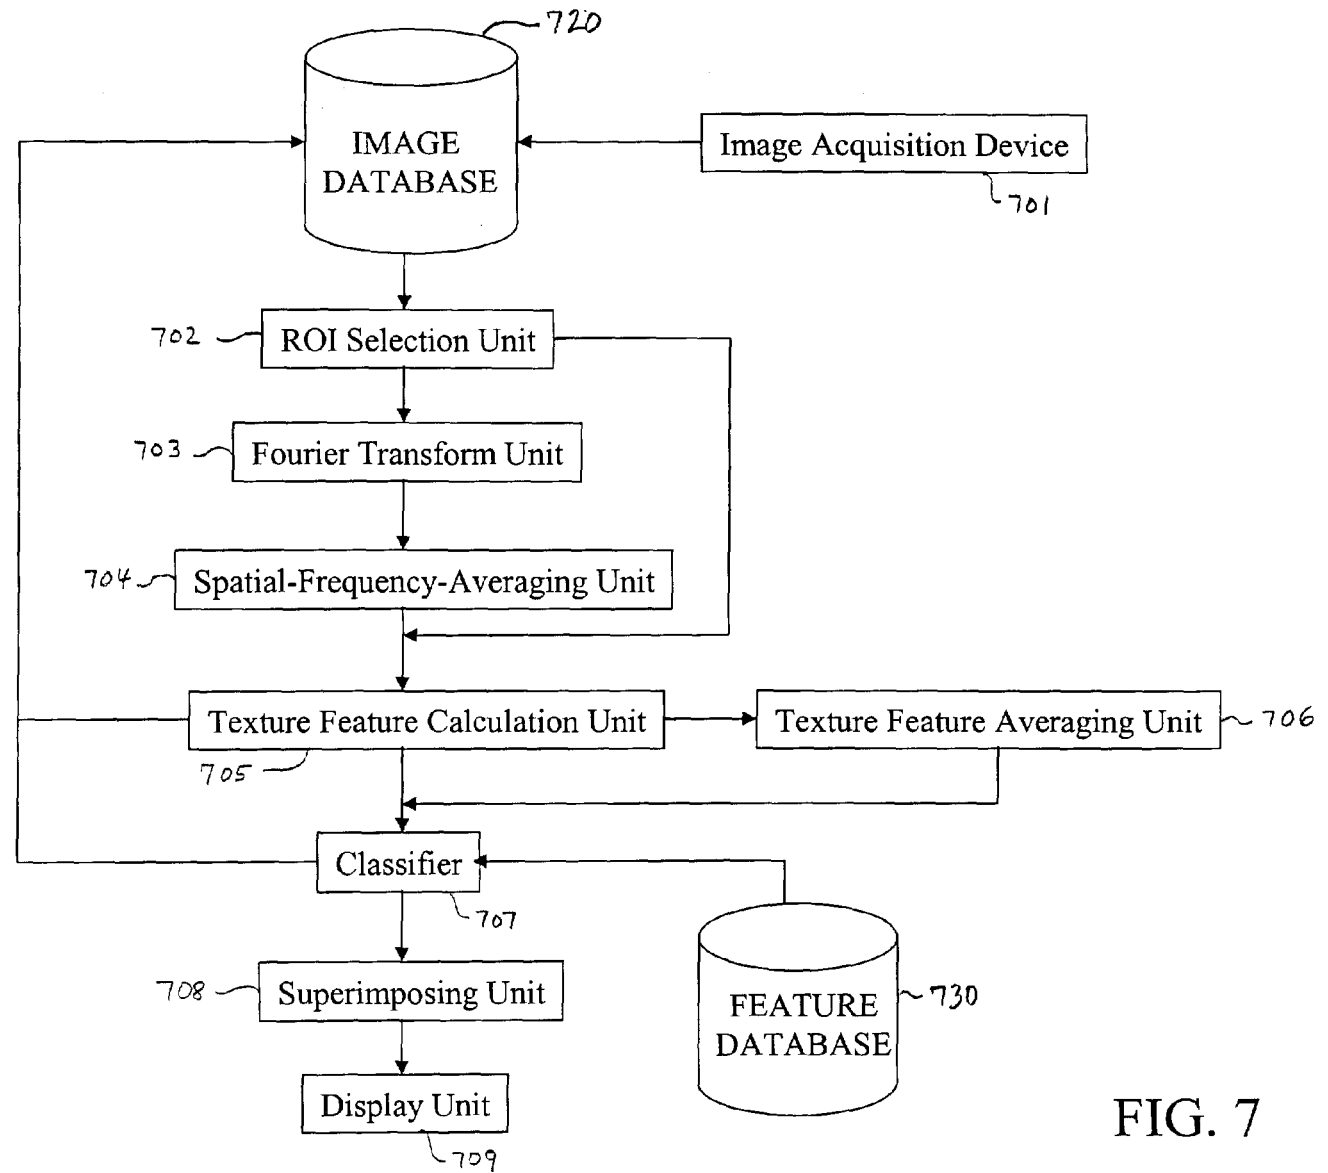 720
IMAGE
DATABASE
Image Acquisition Device
701
702
ROI Selection Unit
703
Fourier Transform Unit
704
Spatial-Frequency-Averaging Unit
Texture Feature Calculation Unit
705
Texture Feature Averaging Unit
706
Classifier
707
708
Superimposing Unit
FEATURE
DATABASE
730
Display Unit
709
FIG. 7